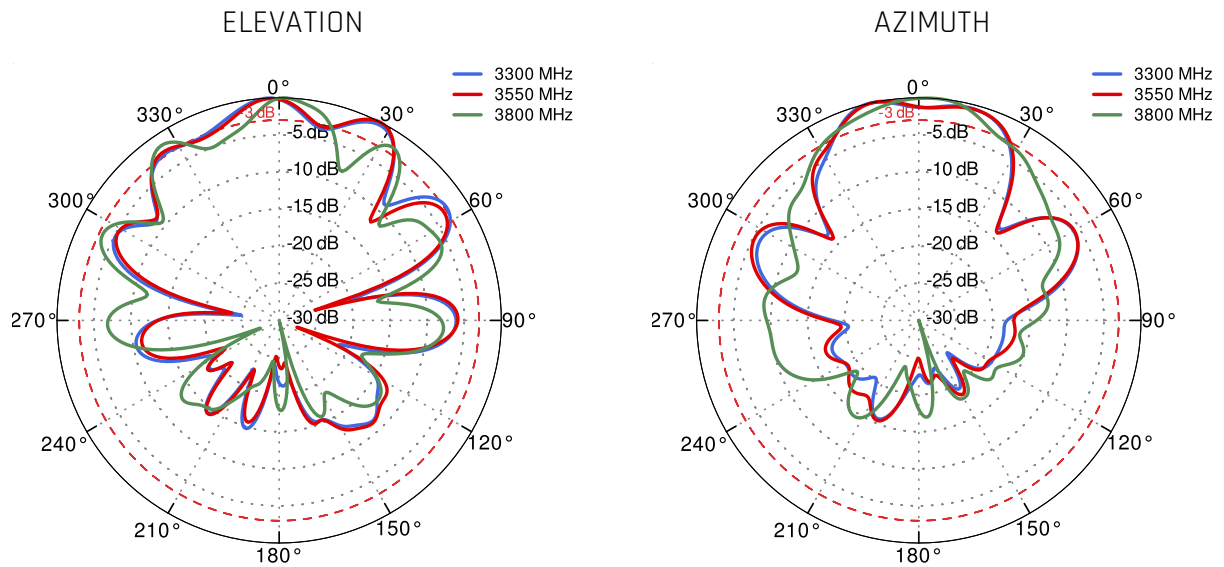 ELEVATION
3300 MHz
3550 MHz
3800 MHz
0°
30°
60°
90°
120°
150°
180°
210°
240°
270°
300°
330°
-3 dB
-5 dB
-10 dB
-15 dB
-20 dB
-25 dB
-30 dB
AZIMUTH
3300 MHz
3550 MHz
3800 MHz
0°
30°
60°
90°
120°
150°
180°
210°
240°
270°
300°
330°
-3 dB
-5 dB
-10 dB
-15 dB
-20 dB
-25 dB
-30 dB